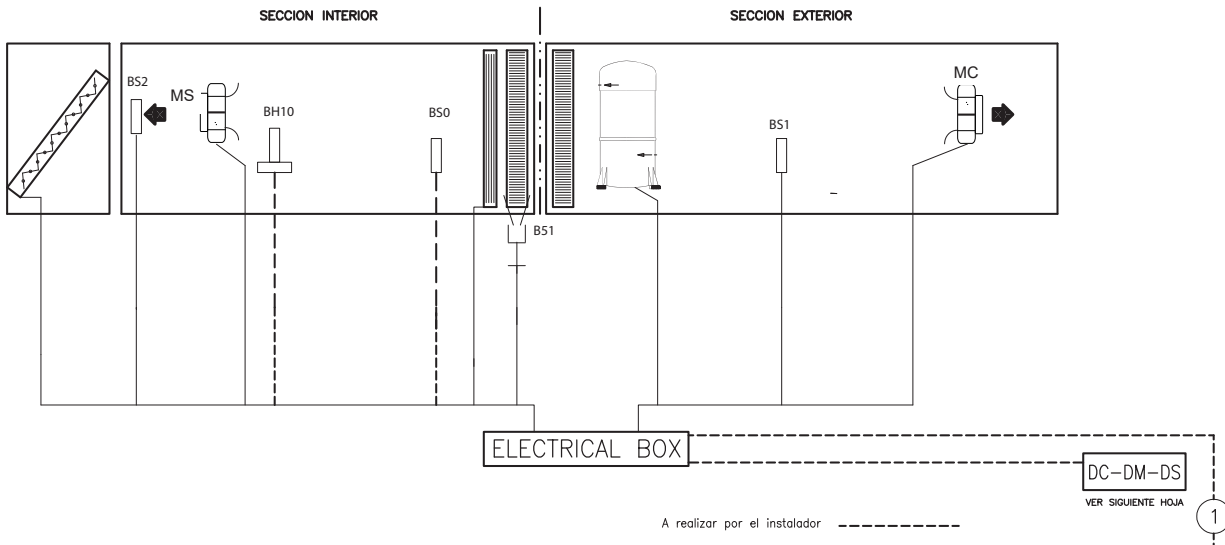 SECCION INTERIOR
SECCION EXTERIOR
BS2
MS
BH10
BS0
MC
BS1
B51
ELECTRICAL BOX
DC-DM-DS
VER SIGUIENTE HOJA
1
A realizar por el instalador